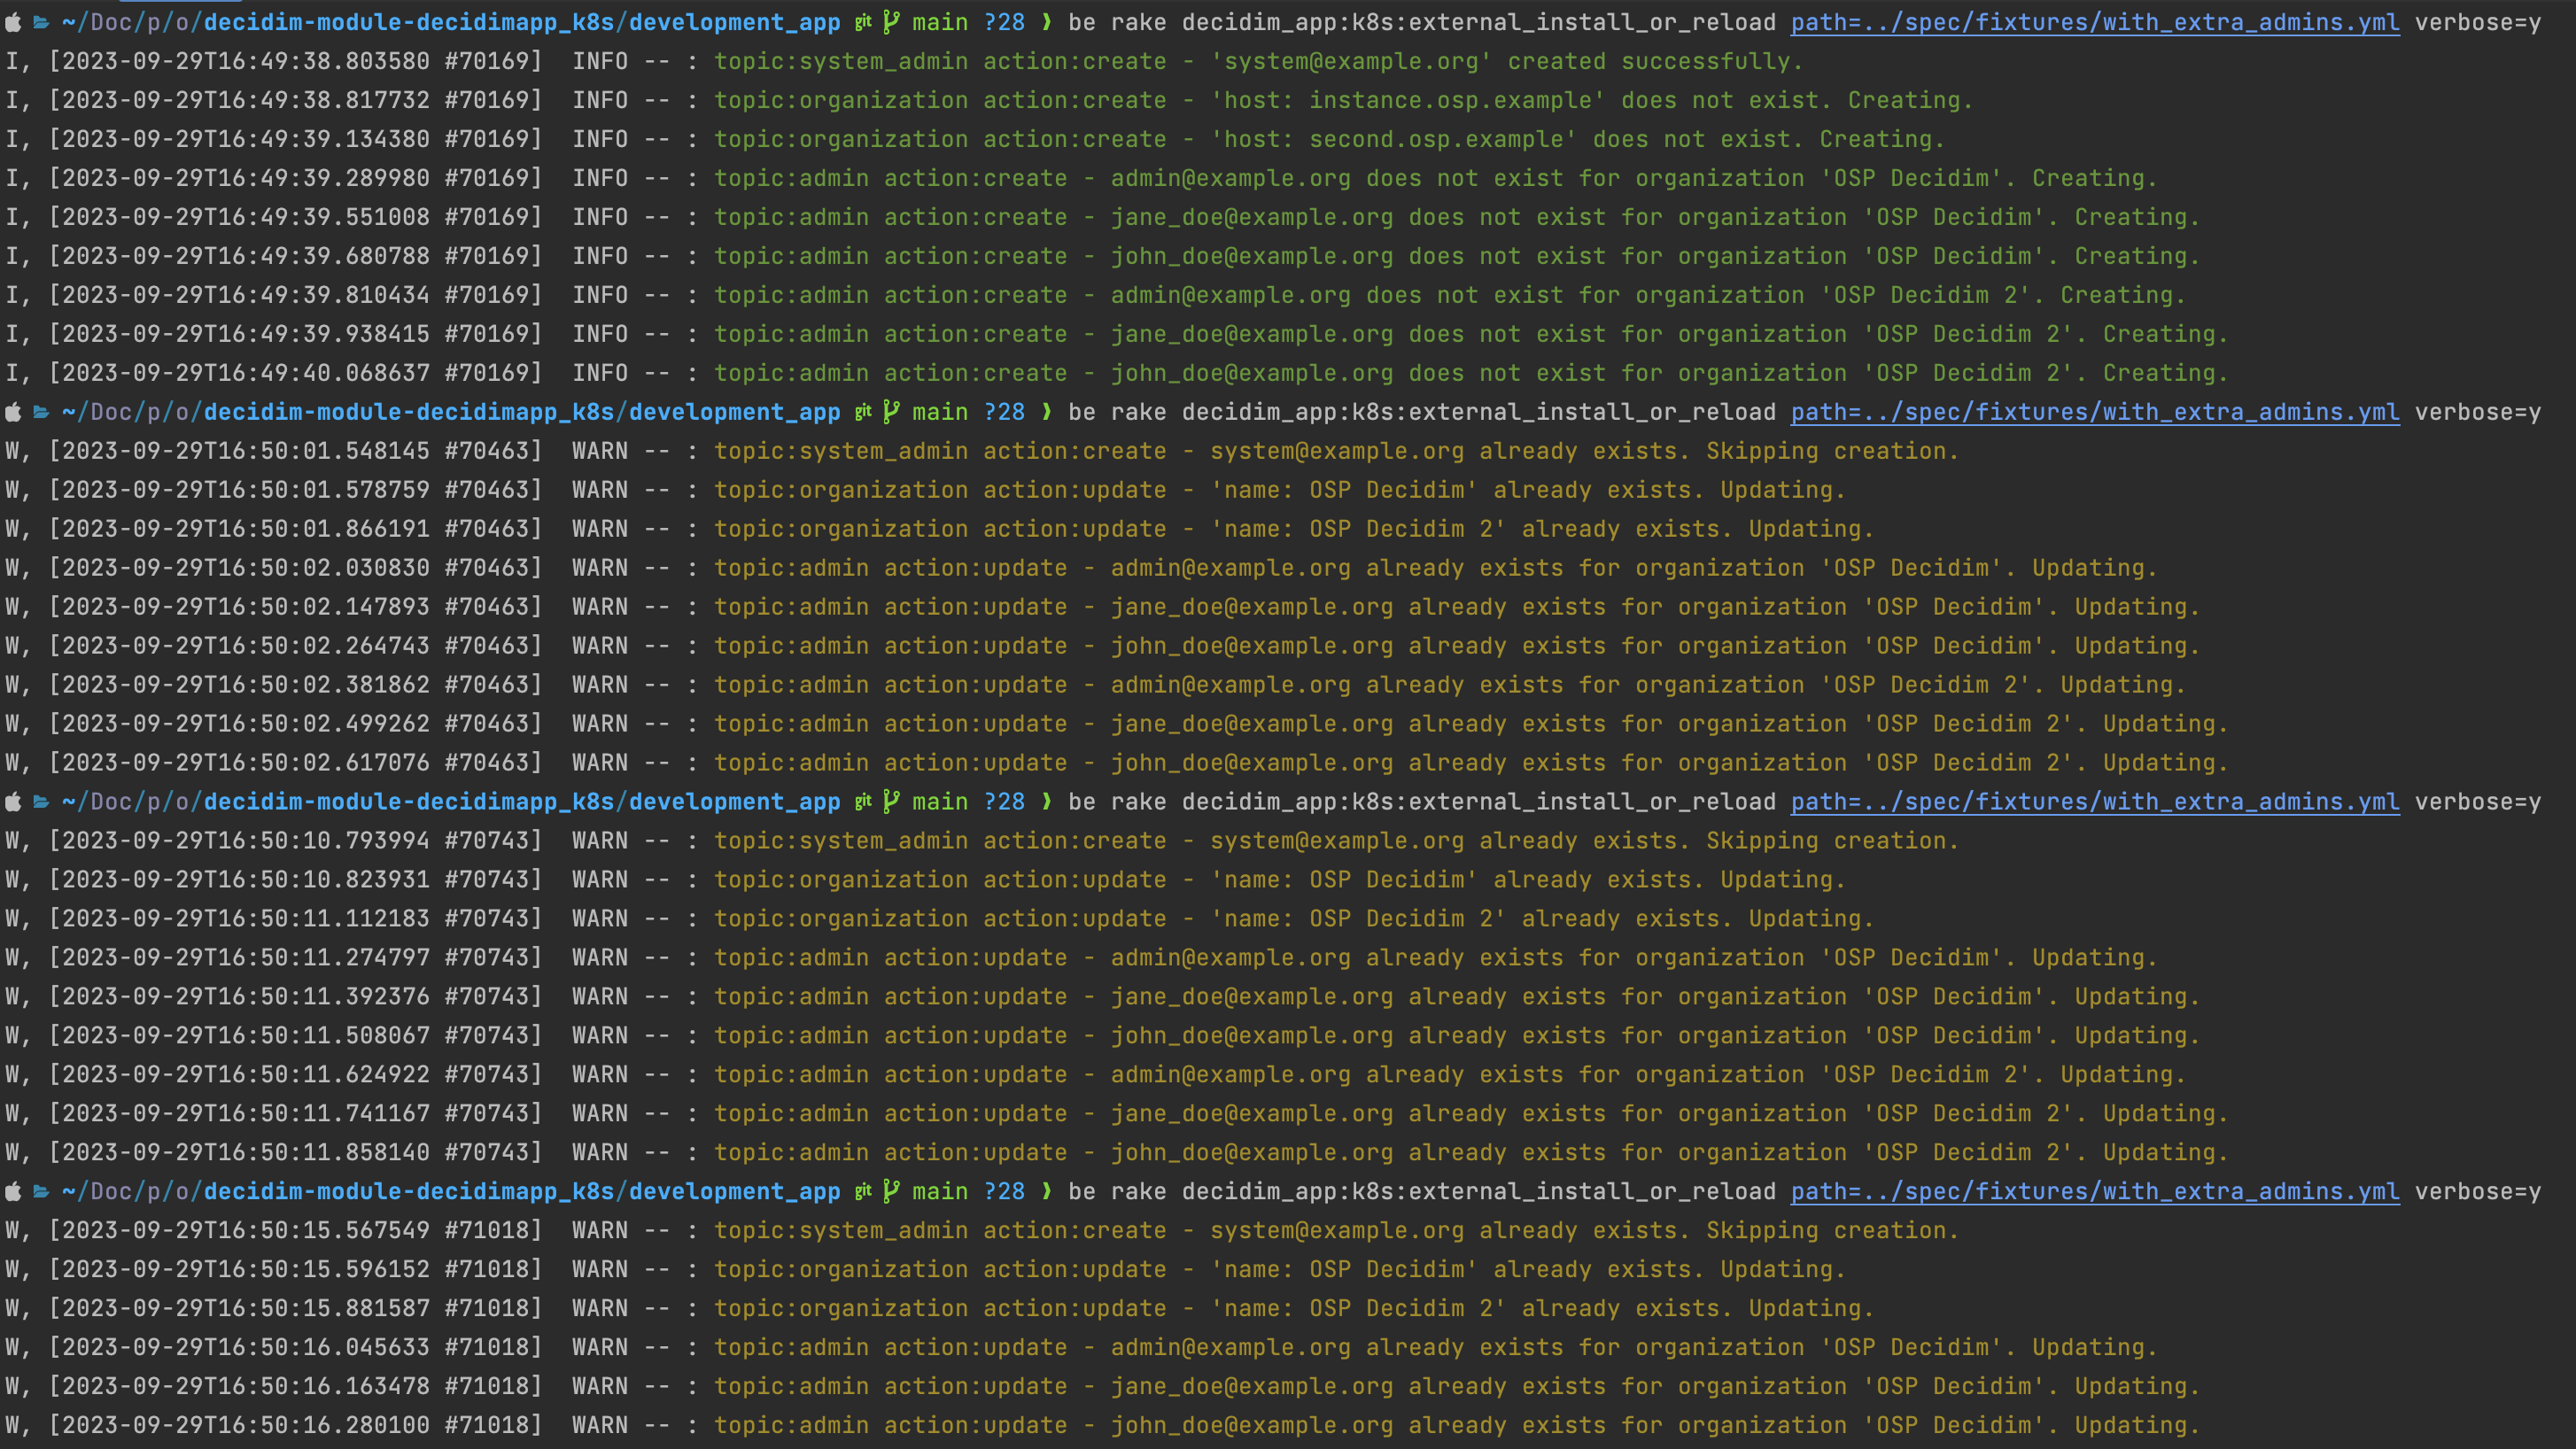 ~/Doc/p/o/decidim-module-decidimapp_k8s/development_app git main ?28 ❱ be rake decidim_app:k8s:external_install_or_reload path=../spec/fixtures/with_extra_admins.yml verbose=y
I, [2023-09-29T16:49:38.803580 #70169]  INFO -- : topic:system_admin action:create - 'system@example.org' created successfully.
I, [2023-09-29T16:49:38.817732 #70169]  INFO -- : topic:organization action:create - 'host: instance.osp.example' does not exist. Creating.
I, [2023-09-29T16:49:39.134380 #70169]  INFO -- : topic:organization action:create - 'host: second.osp.example' does not exist. Creating.
I, [2023-09-29T16:49:39.289980 #70169]  INFO -- : topic:admin action:create - admin@example.org does not exist for organization 'OSP Decidim'. Creating.
I, [2023-09-29T16:49:39.551008 #70169]  INFO -- : topic:admin action:create - jane_doe@example.org does not exist for organization 'OSP Decidim'. Creating.
I, [2023-09-29T16:49:39.680788 #70169]  INFO -- : topic:admin action:create - john_doe@example.org does not exist for organization 'OSP Decidim'. Creating.
I, [2023-09-29T16:49:39.810434 #70169]  INFO -- : topic:admin action:create - admin@example.org does not exist for organization 'OSP Decidim 2'. Creating.
I, [2023-09-29T16:49:39.938415 #70169]  INFO -- : topic:admin action:create - jane_doe@example.org does not exist for organization 'OSP Decidim 2'. Creating.
I, [2023-09-29T16:49:40.068637 #70169]  INFO -- : topic:admin action:create - john_doe@example.org does not exist for organization 'OSP Decidim 2'. Creating.
~/Doc/p/o/decidim-module-decidimapp_k8s/development_app git main ?28 ❱ be rake decidim_app:k8s:external_install_or_reload path=../spec/fixtures/with_extra_admins.yml verbose=y
W, [2023-09-29T16:50:01.548145 #70463]  WARN -- : topic:system_admin action:create - system@example.org already exists. Skipping creation.
W, [2023-09-29T16:50:01.578759 #70463]  WARN -- : topic:organization action:update - 'name: OSP Decidim' already exists. Updating.
W, [2023-09-29T16:50:01.866191 #70463]  WARN -- : topic:organization action:update - 'name: OSP Decidim 2' already exists. Updating.
W, [2023-09-29T16:50:02.030830 #70463]  WARN -- : topic:admin action:update - admin@example.org already exists for organization 'OSP Decidim'. Updating.
W, [2023-09-29T16:50:02.147893 #70463]  WARN -- : topic:admin action:update - jane_doe@example.org already exists for organization 'OSP Decidim'. Updating.
W, [2023-09-29T16:50:02.264743 #70463]  WARN -- : topic:admin action:update - john_doe@example.org already exists for organization 'OSP Decidim'. Updating.
W, [2023-09-29T16:50:02.381862 #70463]  WARN -- : topic:admin action:update - admin@example.org already exists for organization 'OSP Decidim 2'. Updating.
W, [2023-09-29T16:50:02.499262 #70463]  WARN -- : topic:admin action:update - jane_doe@example.org already exists for organization 'OSP Decidim 2'. Updating.
W, [2023-09-29T16:50:02.617076 #70463]  WARN -- : topic:admin action:update - john_doe@example.org already exists for organization 'OSP Decidim 2'. Updating.
~/Doc/p/o/decidim-module-decidimapp_k8s/development_app git main ?28 ❱ be rake decidim_app:k8s:external_install_or_reload path=../spec/fixtures/with_extra_admins.yml verbose=y
W, [2023-09-29T16:50:10.793994 #70743]  WARN -- : topic:system_admin action:create - system@example.org already exists. Skipping creation.
W, [2023-09-29T16:50:10.823931 #70743]  WARN -- : topic:organization action:update - 'name: OSP Decidim' already exists. Updating.
W, [2023-09-29T16:50:11.112183 #70743]  WARN -- : topic:organization action:update - 'name: OSP Decidim 2' already exists. Updating.
W, [2023-09-29T16:50:11.274797 #70743]  WARN -- : topic:admin action:update - admin@example.org already exists for organization 'OSP Decidim'. Updating.
W, [2023-09-29T16:50:11.392376 #70743]  WARN -- : topic:admin action:update - jane_doe@example.org already exists for organization 'OSP Decidim'. Updating.
W, [2023-09-29T16:50:11.508067 #70743]  WARN -- : topic:admin action:update - john_doe@example.org already exists for organization 'OSP Decidim'. Updating.
W, [2023-09-29T16:50:11.624922 #70743]  WARN -- : topic:admin action:update - admin@example.org already exists for organization 'OSP Decidim 2'. Updating.
W, [2023-09-29T16:50:11.741167 #70743]  WARN -- : topic:admin action:update - jane_doe@example.org already exists for organization 'OSP Decidim 2'. Updating.
W, [2023-09-29T16:50:11.858140 #70743]  WARN -- : topic:admin action:update - john_doe@example.org already exists for organization 'OSP Decidim 2'. Updating.
~/Doc/p/o/decidim-module-decidimapp_k8s/development_app git main ?28 ❱ be rake decidim_app:k8s:external_install_or_reload path=../spec/fixtures/with_extra_admins.yml verbose=y
W, [2023-09-29T16:50:15.567549 #71018]  WARN -- : topic:system_admin action:create - system@example.org already exists. Skipping creation.
W, [2023-09-29T16:50:15.596152 #71018]  WARN -- : topic:organization action:update - 'name: OSP Decidim' already exists. Updating.
W, [2023-09-29T16:50:15.881587 #71018]  WARN -- : topic:organization action:update - 'name: OSP Decidim 2' already exists. Updating.
W, [2023-09-29T16:50:16.045633 #71018]  WARN -- : topic:admin action:update - admin@example.org already exists for organization 'OSP Decidim'. Updating.
W, [2023-09-29T16:50:16.163478 #71018]  WARN -- : topic:admin action:update - jane_doe@example.org already exists for organization 'OSP Decidim'. Updating.
W, [2023-09-29T16:50:16.280100 #71018]  WARN -- : topic:admin action:update - john_doe@example.org already exists for organization 'OSP Decidim'. Updating.